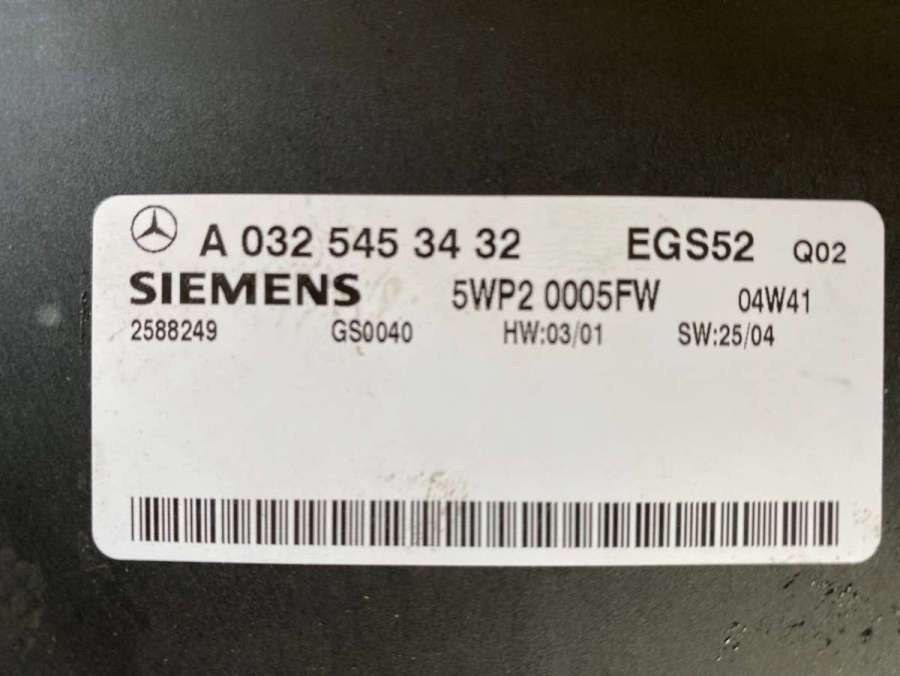 A 032 545 34 32 EGS52 Q02
SIEMENS 5WP2 0005FW 04W41
2588249 GS0040 HW:03/01 SW:25/04